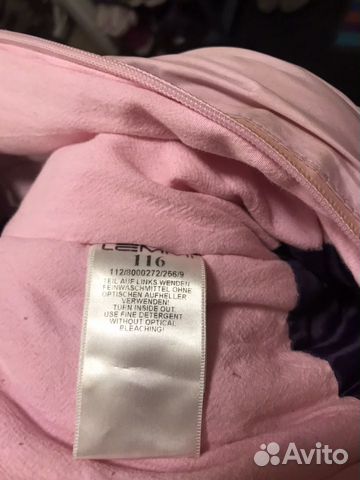 116
112/8000272/266/9
TEIL AUF LINKS WENDEN
FEINWASCHMITTEL OHNE
OPTISCHEN AUFHELLER
VERWENDEN!
TURN INSIDE OUT
USE FINE DETERGENT
WITHOUT OPTICAL
BLEACHING!
Avito